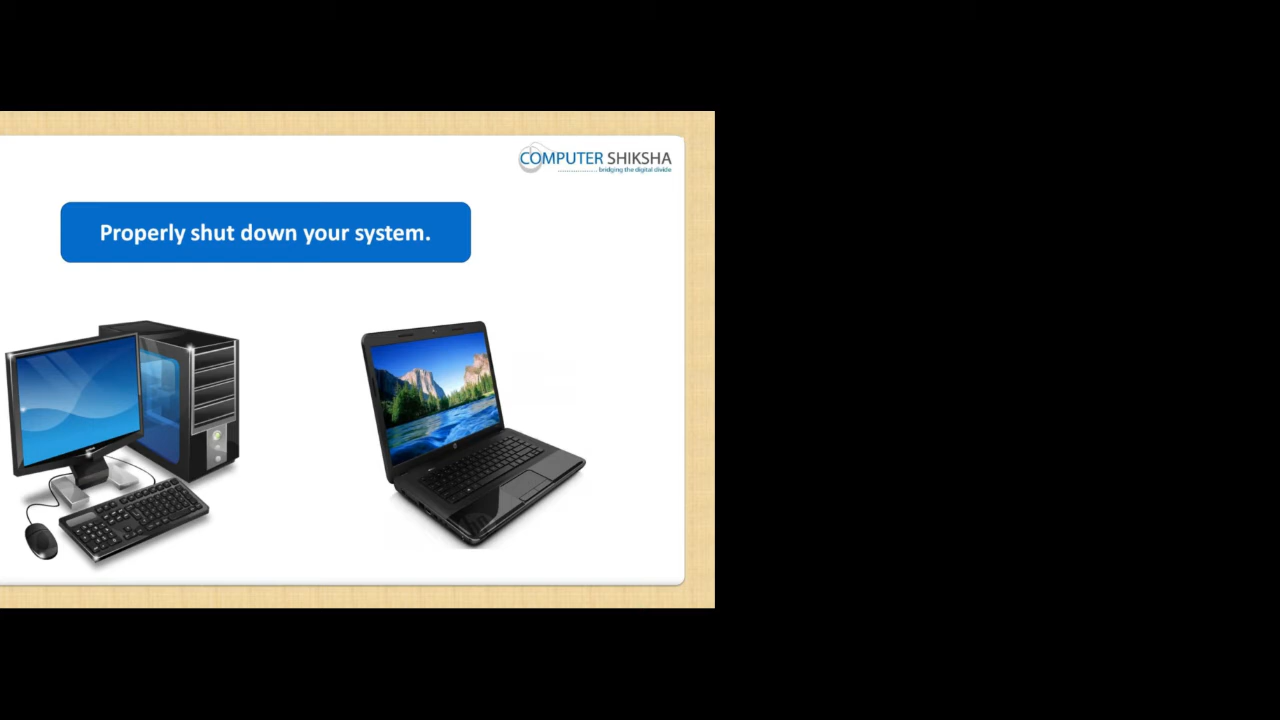 COMPUTER SHIKSHA
.................. bridging the digital divide
Properly shut down your system.